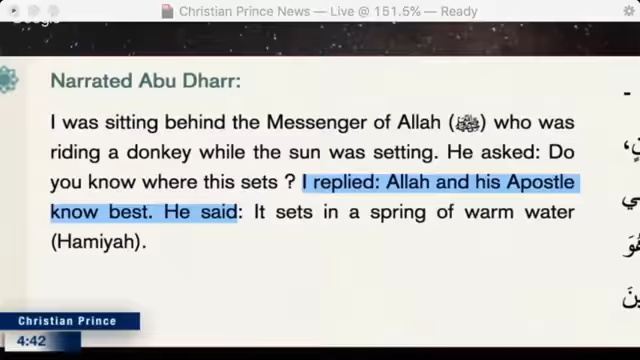 Christian Prince News — Live @ 151.5% — Ready
Google
Narrated Abu Dharr:
I was sitting behind the Messenger of Allah (ﷺ) who was
riding a donkey while the sun was setting. He asked: Do
you know where this sets ? I replied: Allah and his Apostle
know best. He said: It sets in a spring of warm water
(Hamiyah).
Christian Prince
4:42